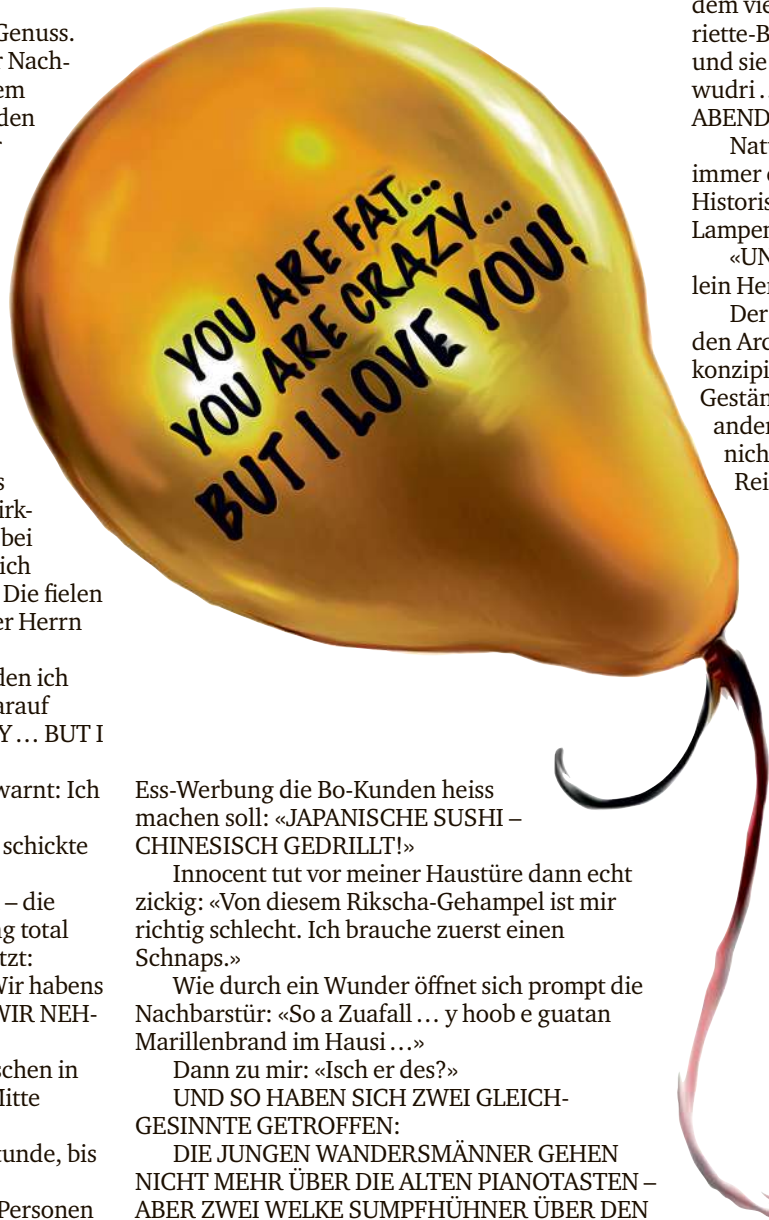 Genuss.
r Nach-
em
den
s
irk-
bei
ich
Die fielen
er Herrn
den ich
arauf
Y … BUT I
warnt: Ich
schickte
– die
ng total
tzt:
Wir habens
WIR NEH-
schen in
Mitte
tunde, bis
Personen
YOU ARE FAT...
YOU ARE CRAZY...
BUT I LOVE YOU!
Ess-Werbung die Bo-Kunden heiss
machen soll: «JAPANISCHE SUSHI –
CHINESISCH GEDRILLT!»
Innocent tut vor meiner Haustüre dann echt
zickig: «Von diesem Rikscha-Gehampel ist mir
richtig schlecht. Ich brauche zuerst einen
Schnaps.»
Wie durch ein Wunder öffnet sich prompt die
Nachbarstür: «So a Zuafall … y hoob e guatan
Marillenbrand im Hausi …»
Dann zu mir: «Isch er des?»
UND SO HABEN SICH ZWEI GLEICH-
GESINNTE GETROFFEN:
DIE JUNGEN WANDERSMÄNNER GEHEN
NICHT MEHR ÜBER DIE ALTEN PIANOTASTEN –
ABER ZWEI WELKE SUMPFHÜHNER ÜBER DEN
dem vie
riette-B
und sie
wudri …
ABEND
Nat
immer
Historis
Lampen
«UN
lein Her
Der
den Arc
konzipi
Gestän
ander
nich
Rei